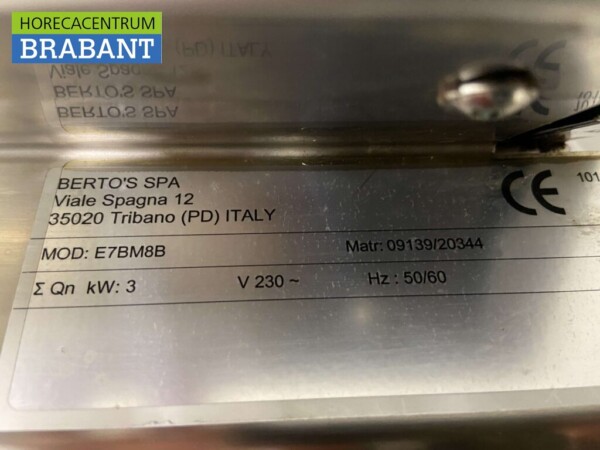 HORECACENTRUM
BRABANT
BERTO'S SPA
Viale Spagna 12
35020 Tribano (PD) ITALY
CE 101
MOD: E7BM8B Matr: 09139/20344
Σ Qn kW: 3 V 230 ~ Hz : 50/60